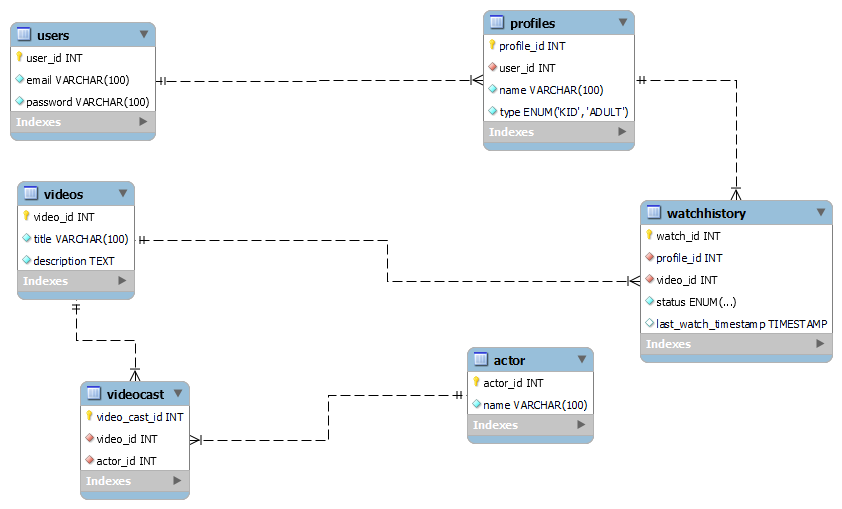 users
user_id INT
email VARCHAR(100)
password VARCHAR(100)
Indexes
profiles
profile_id INT
user_id INT
name VARCHAR(100)
type ENUM('KID', 'ADULT')
Indexes
videos
video_id INT
title VARCHAR(100)
description TEXT
Indexes
watchhistory
watch_id INT
profile_id INT
video_id INT
status ENUM(...)
last_watch_timestamp TIMESTAMP
Indexes
videocast
video_cast_id INT
video_id INT
actor_id INT
Indexes
actor
actor_id INT
name VARCHAR(100)
Indexes